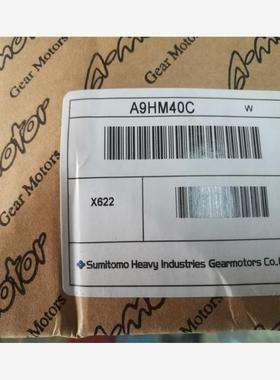 Gear Motors
A9HM40C W
X622
Sumitomo Heavy Industries Gearmotors Co.
Gear Motors